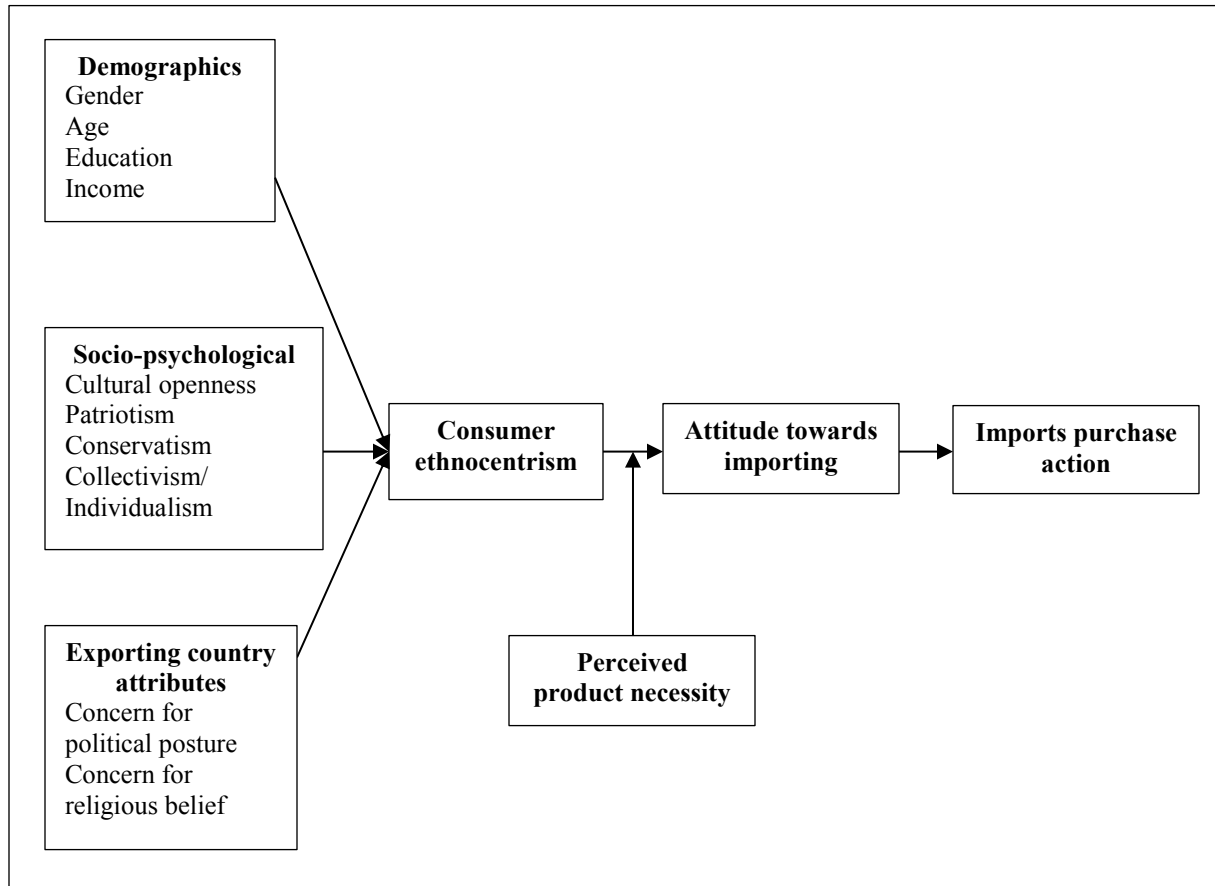 Demographics
Gender
Age
Education
Income
Socio-psychological
Cultural openness
Patriotism
Conservatism
Collectivism/
Individualism
Exporting country
attributes
Concern for
political posture
Concern for
religious belief
Consumer
ethnocentrism
Attitude towards
importing
Imports purchase
action
Perceived
product necessity